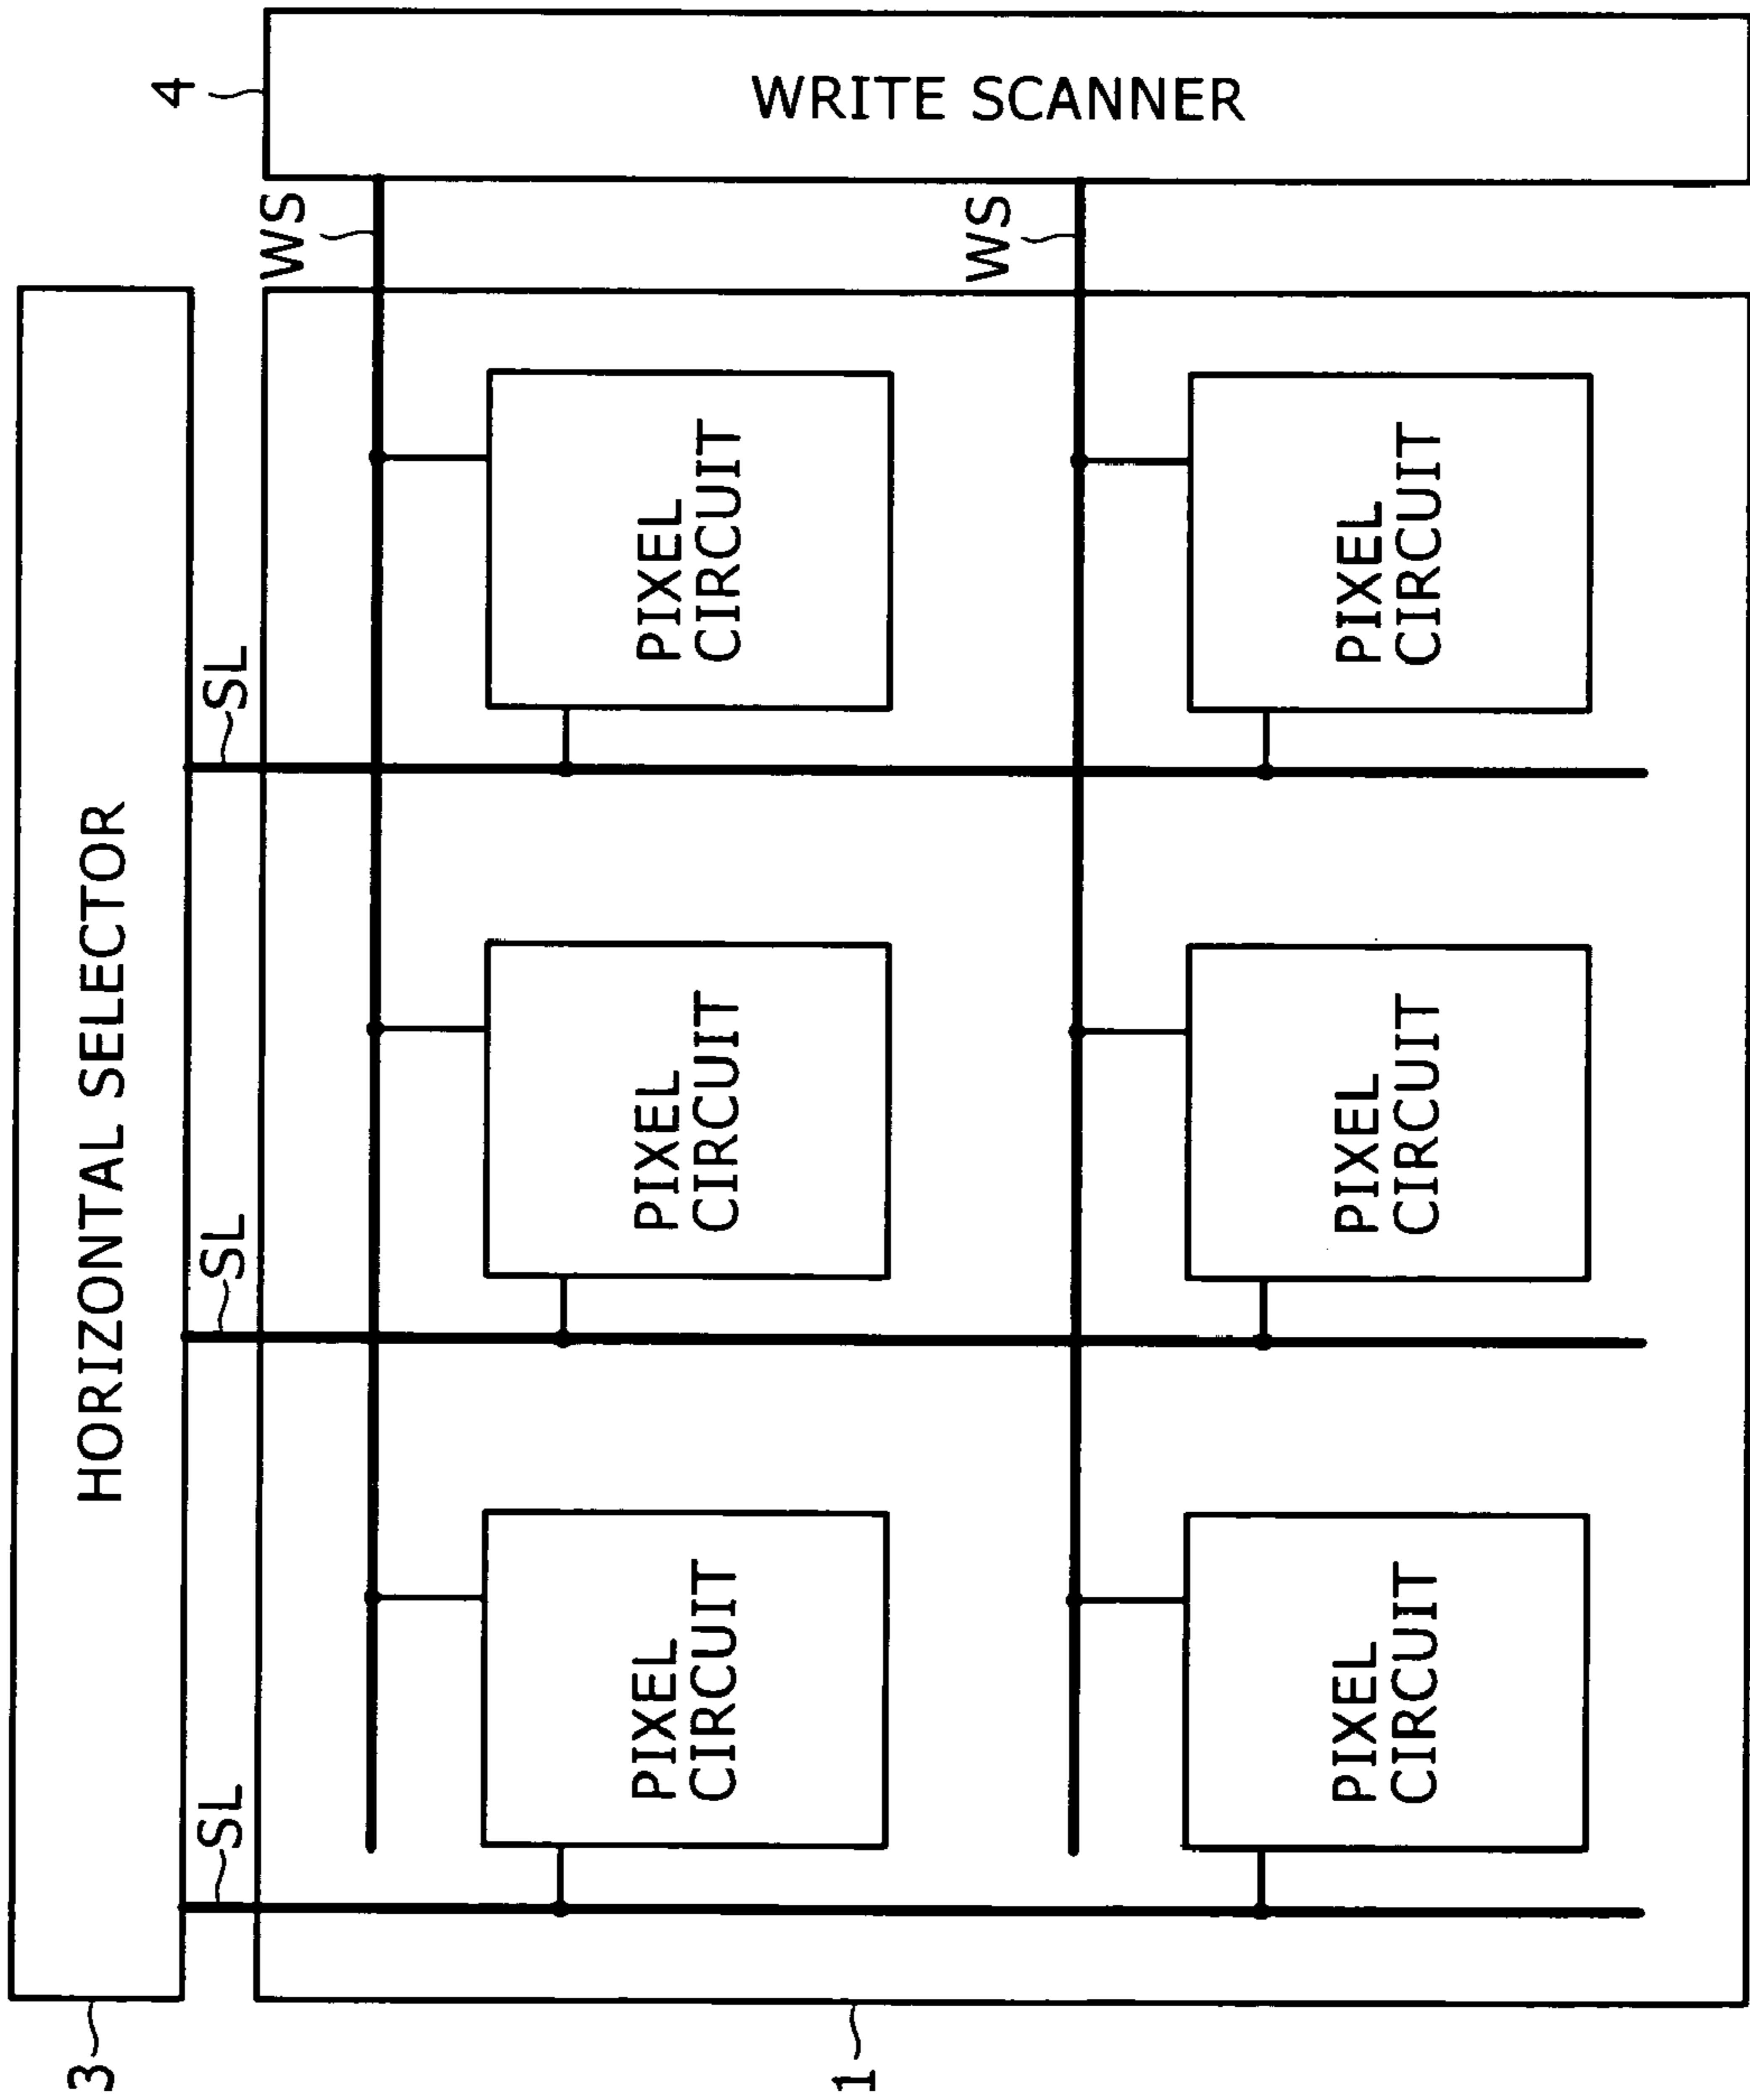 3
HORIZONTAL SELECTOR
SL
SL
SL
4
WRITE SCANNER
WS
WS
1
PIXEL
CIRCUIT
PIXEL
CIRCUIT
PIXEL
CIRCUIT
PIXEL
CIRCUIT
PIXEL
CIRCUIT
PIXEL
CIRCUIT